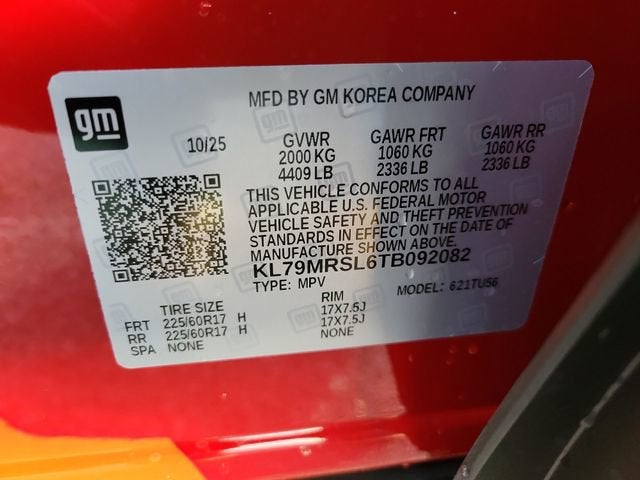 gm
MFD BY GM KOREA COMPANY
10/25 GVWR GAWR FRT GAWR RR
2000 KG 1060 KG 1060 KG
4409 LB 2336 LB 2336 LB
THIS VEHICLE CONFORMS TO ALL
APPLICABLE U.S. FEDERAL MOTOR
VEHICLE SAFETY AND THEFT PREVENTION
STANDARDS IN EFFECT ON THE DATE OF
MANUFACTURE SHOWN ABOVE.
KL79MRSL6TB092082
TYPE: MPV MODEL: 621TU56
TIRE SIZE RIM
FRT 225/60R17 H 17X7.5J
RR 225/60R17 H 17X7.5J
SPA NONE NONE